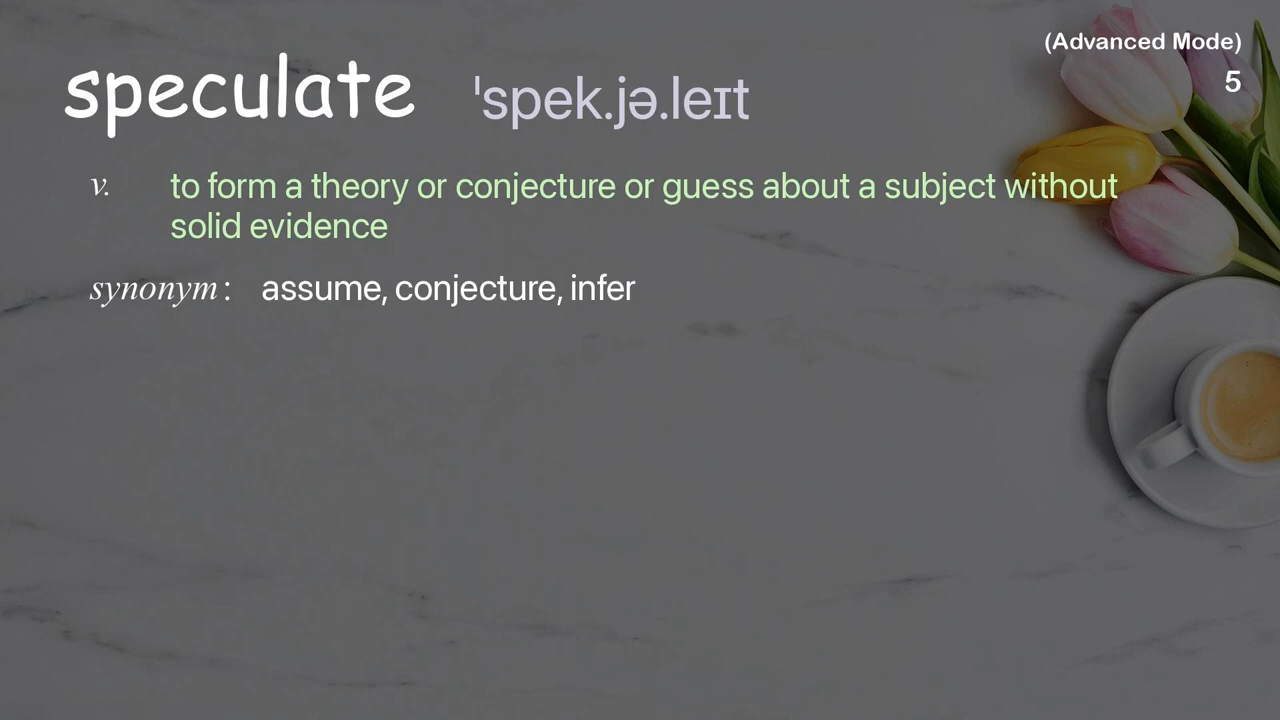 (Advanced Mode)
5
speculate ˈspek.jə.leɪt
v. to form a theory or conjecture or guess about a subject without
solid evidence
synonym : assume, conjecture, infer